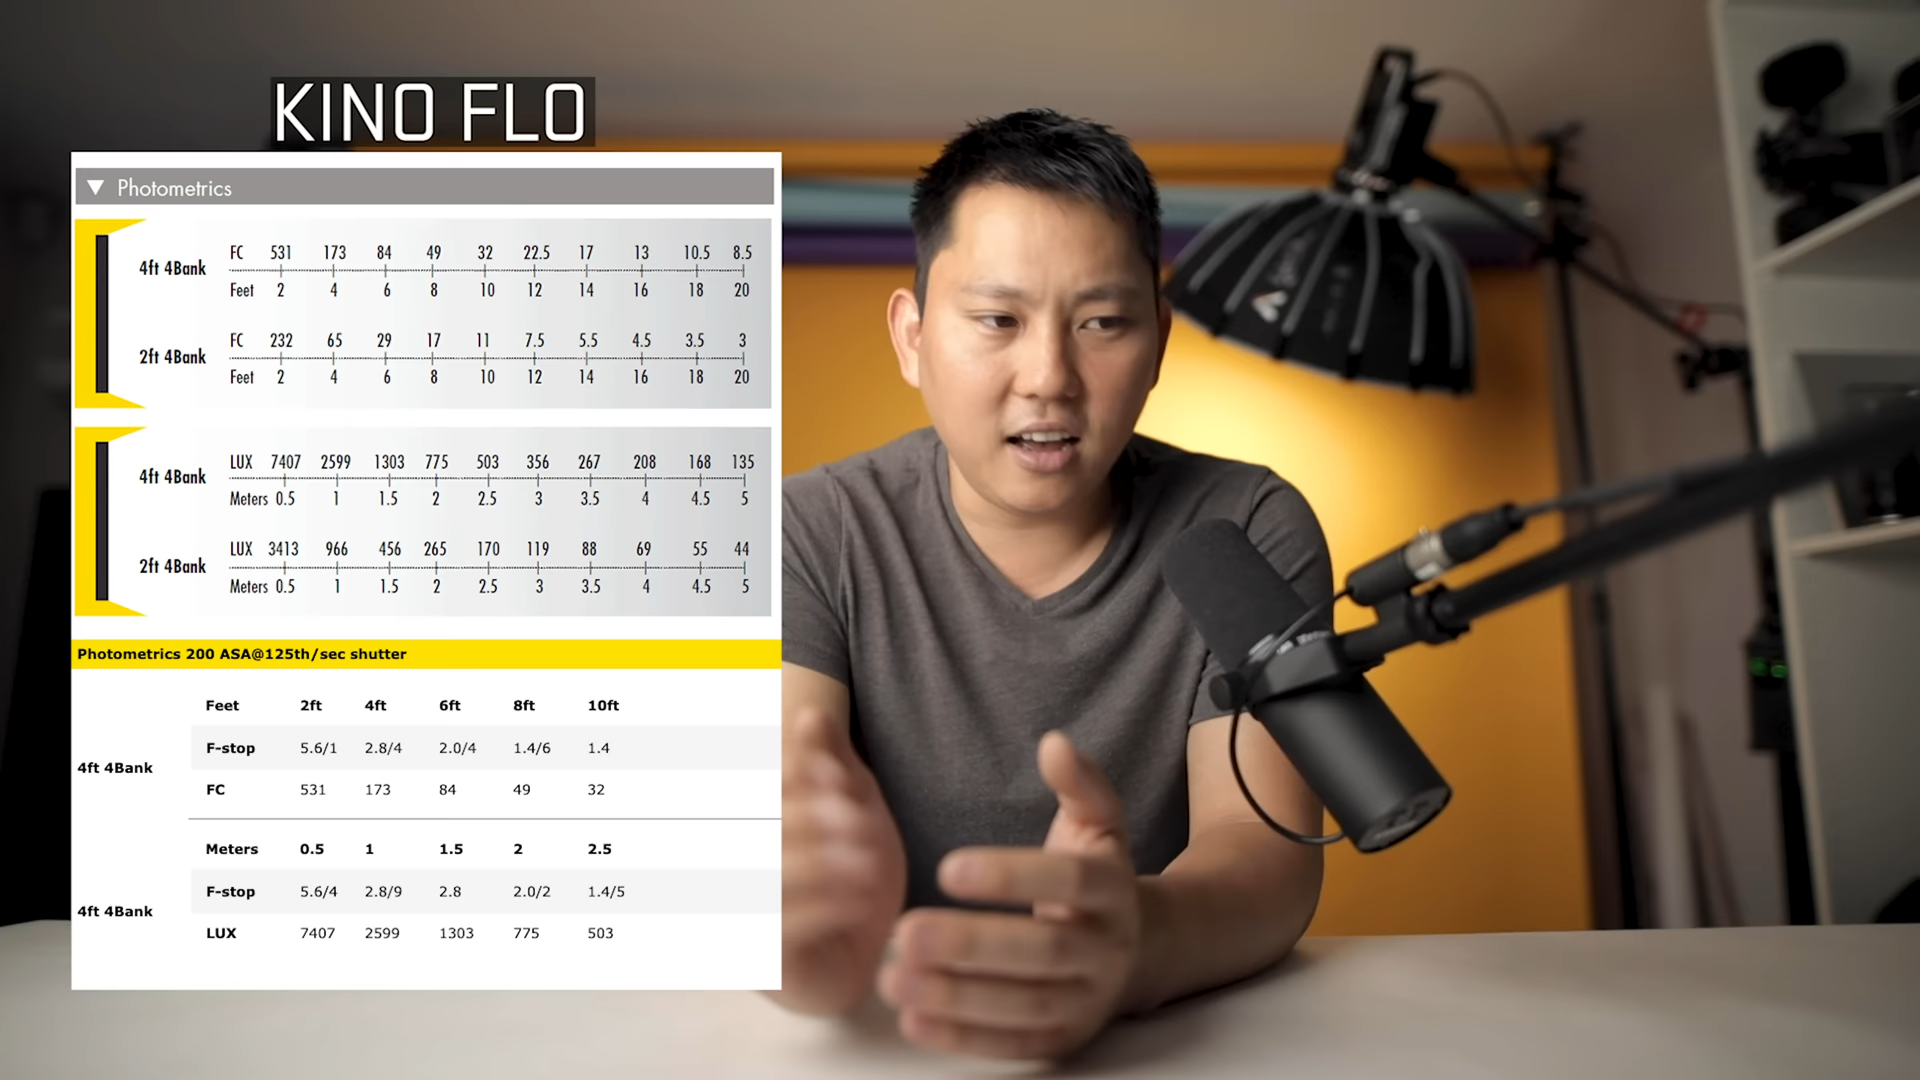 KINO FLO
▼ Photometrics
4ft 4Bank
FC 531 173 84 49 32 22.5 17 13 10.5 8.5
Feet 2 4 6 8 10 12 14 16 18 20
2ft 4Bank
FC 232 65 29 17 11 7.5 5.5 4.5 3.5 3
Feet 2 4 6 8 10 12 14 16 18 20
4ft 4Bank
LUX 7407 2599 1303 775 503 356 267 208 168 135
Meters 0.5 1 1.5 2 2.5 3 3.5 4 4.5 5
2ft 4Bank
LUX 3413 966 456 265 170 119 88 69 55 44
Meters 0.5 1 1.5 2 2.5 3 3.5 4 4.5 5
Photometrics 200 ASA@125th/sec shutter
Feet 2ft 4ft 6ft 8ft 10ft
F-stop 5.6/1 2.8/4 2.0/4 1.4/6 1.4
4ft 4Bank
FC 531 173 84 49 32
Meters 0.5 1 1.5 2 2.5
F-stop 5.6/4 2.8/9 2.8 2.0/2 1.4/5
4ft 4Bank
LUX 7407 2599 1303 775 503